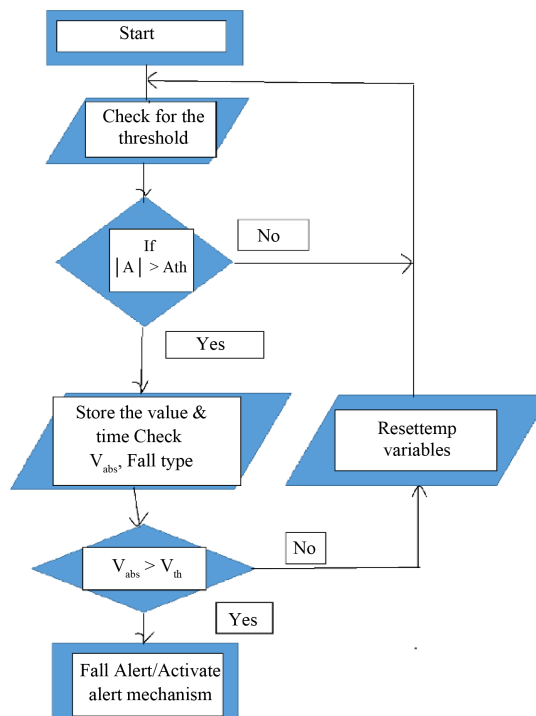 Start
Check for the
threshold
If
|A| > Ath
No
Yes
Store the value &
time Check
Vabs, Fall type
Resettemp
variables
Vabs > Vth
No
Yes
Fall Alert/Activate
alert mechanism